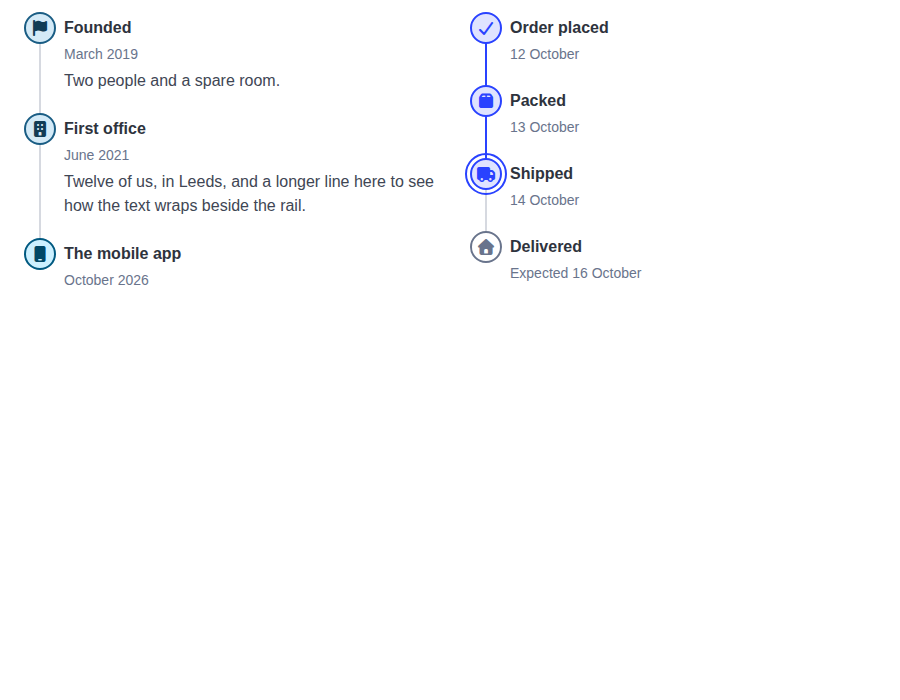 Founded
March 2019
Two people and a spare room.
First office
June 2021
Twelve of us, in Leeds, and a longer line here to see
how the text wraps beside the rail.
The mobile app
October 2026
Order placed
12 October
Packed
13 October
Shipped
14 October
Delivered
Expected 16 October